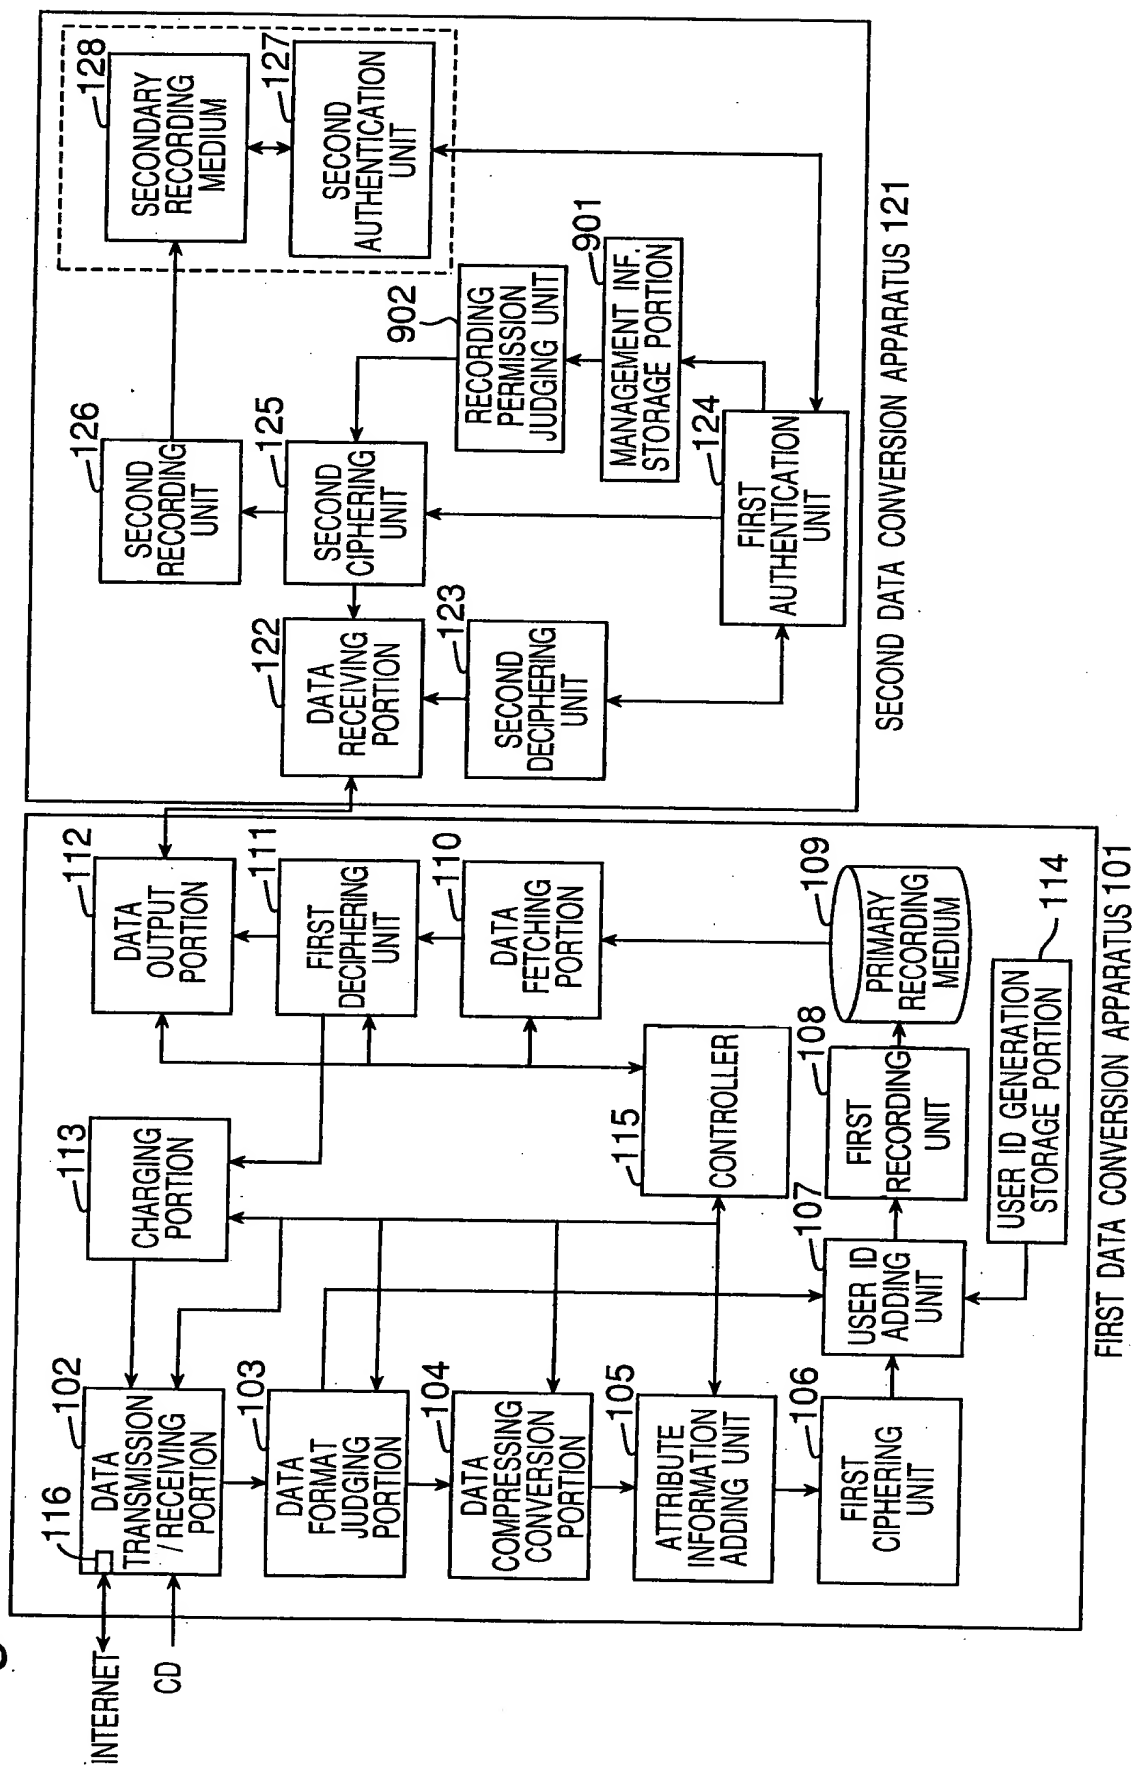 INTERNET
CD
116
102
DATA
TRANSMISSION
/RECEIVING
PORTION
103
DATA
FORMAT
JUDGING
PORTION
104
DATA
COMPRESSING
CONVERSION
PORTION
105
ATTRIBUTE
INFORMATION
ADDING UNIT
106
FIRST
CIPHERING
UNIT
113
CHARGING
PORTION
115
CONTROLLER
107
USER ID
ADDING
UNIT
108
FIRST
RECORDING
UNIT
109
PRIMARY
RECORDING
MEDIUM
114
USER ID GENERATION
STORAGE PORTION
112
DATA
OUTPUT
PORTION
111
FIRST
DECIPHERING
UNIT
110
DATA
FETCHING
PORTION
FIRST DATA CONVERSION APPARATUS 101
122
DATA
RECEIVING
PORTION
123
SECOND
DECIPHERING
UNIT
126
SECOND
RECORDING
UNIT
125
SECOND
CIPHERING
UNIT
902
RECORDING
PERMISSION
JUDGING UNIT
901
MANAGEMENT INF.
STORAGE PORTION
124
FIRST
AUTHENTICATION
UNIT
128
SECONDARY
RECORDING
MEDIUM
127
SECOND
AUTHENTICATION
UNIT
SECOND DATA CONVERSION APPARATUS 121